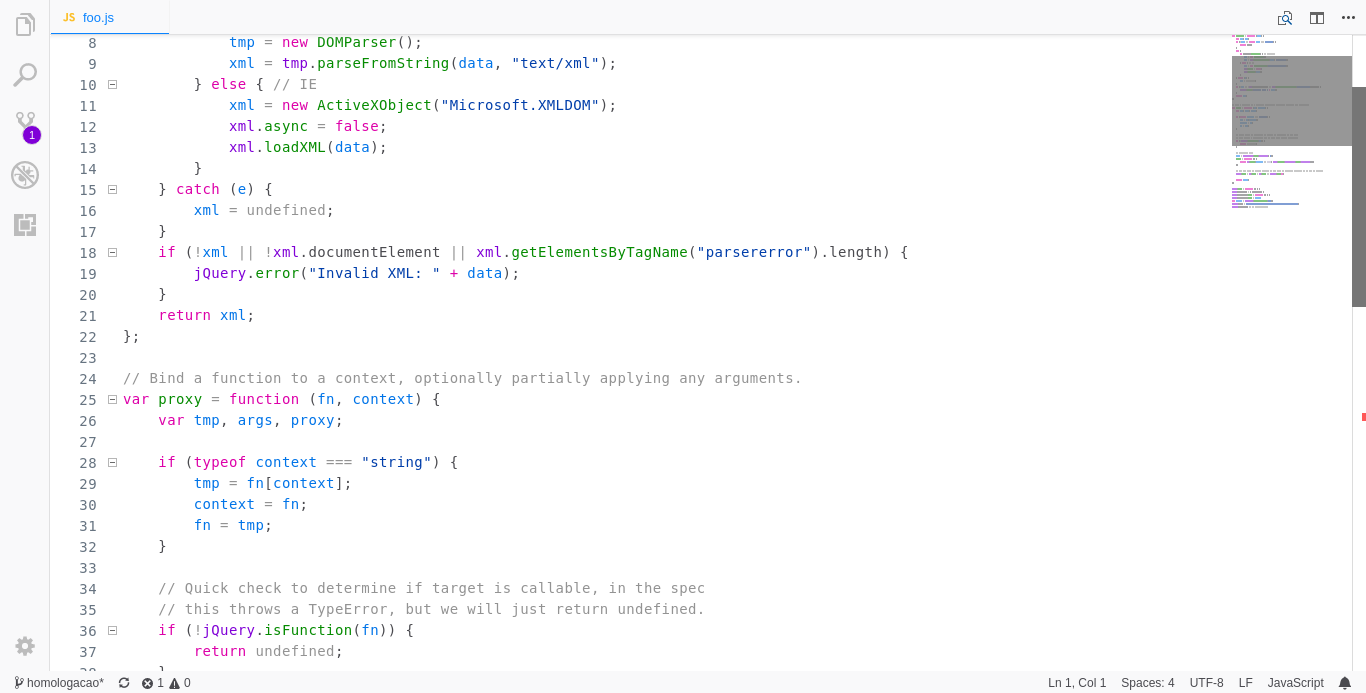 JS foo.js
8             tmp = new DOMParser();
9             xml = tmp.parseFromString(data, "text/xml");
10         } else { // IE
11             xml = new ActiveXObject("Microsoft.XMLDOM");
12             xml.async = false;
13             xml.loadXML(data);
14         }
15     } catch (e) {
16         xml = undefined;
17     }
18     if (!xml || !xml.documentElement || xml.getElementsByTagName("parsererror").length) {
19         jQuery.error("Invalid XML: " + data);
20     }
21     return xml;
22 };
23
24 // Bind a function to a context, optionally partially applying any arguments.
25 var proxy = function (fn, context) {
26     var tmp, args, proxy;
27
28     if (typeof context === "string") {
29         tmp = fn[context];
30         context = fn;
31         fn = tmp;
32     }
33
34     // Quick check to determine if target is callable, in the spec
35     // this throws a TypeError, but we will just return undefined.
36     if (!jQuery.isFunction(fn)) {
37         return undefined;
38     }
1
homologacao* 1 0 Ln 1, Col 1 Spaces: 4 UTF-8 LF JavaScript